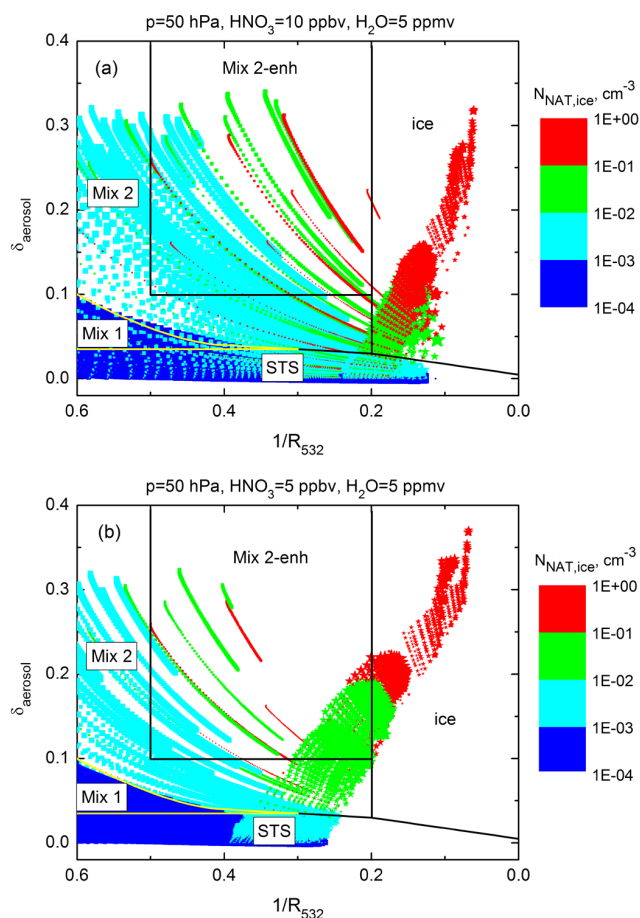 p=50 hPa, HNO₃=10 ppbv, H₂O=5 ppmv
(a)
Mix 2-enh
ice
Mix 2
Mix 1
STS
0.4
0.3
0.2
0.1
0.0
δaerosol
0.6 0.4 0.2 0.0
1/R₅₃₂
N_NAT,ice, cm⁻³
1E+00
1E-01
1E-02
1E-03
1E-04
p=50 hPa, HNO₃=5 ppbv, H₂O=5 ppmv
(b)
Mix 2-enh
Mix 2
ice
Mix 1
STS
0.4
0.3
0.2
0.1
0.0
δaerosol
0.6 0.4 0.2 0.0
1/R₅₃₂
N_NAT,ice, cm⁻³
1E+00
1E-01
1E-02
1E-03
1E-04